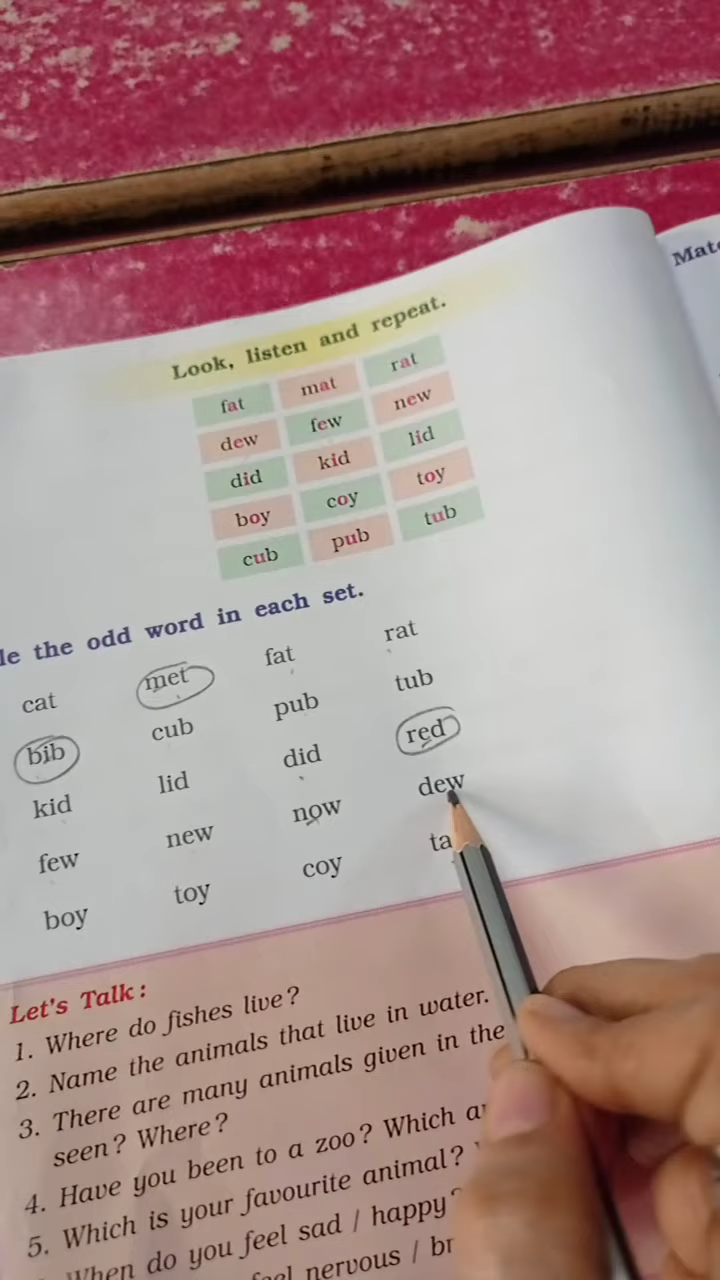 Look, listen and repeat.
fat mat rat
dew few new
did kid lid
boy coy toy
cub pub tub
le the odd word in each set.
cat met fat rat
bib cub pub tub
kid lid did red
few new now dew
boy toy coy ta
Let's Talk:
1. Where do fishes live?
2. Name the animals that live in water.
3. There are many animals given in the
seen? Where?
4. Have you been to a zoo? Which a
5. Which is your favourite animal?
When do you feel sad / happy?
feel nervous / br
Mat